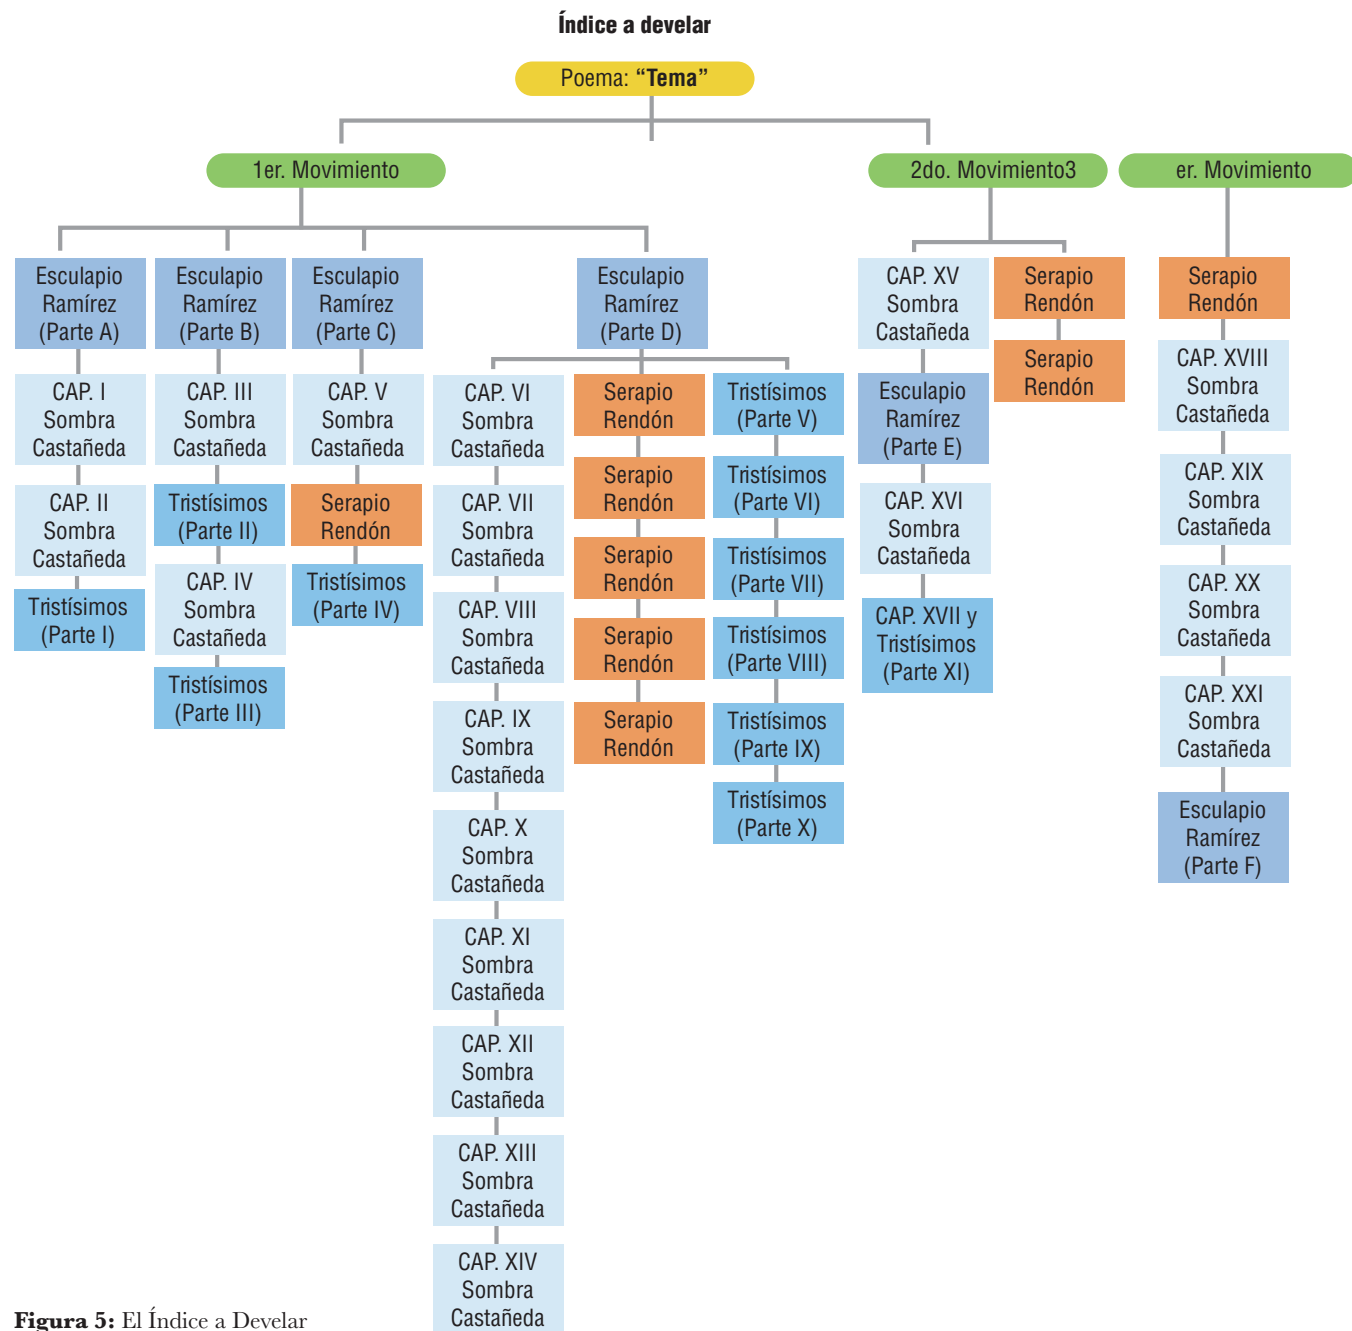 Índice a develar
Poema: “Tema”
1er. Movimiento
2do. Movimiento3
er. Movimiento
Esculapio
Ramírez
(Parte A)
CAP. I
Sombra
Castañeda
CAP. II
Sombra
Castañeda
Tristísimos
(Parte I)
Esculapio
Ramírez
(Parte B)
CAP. III
Sombra
Castañeda
Tristísimos
(Parte II)
CAP. IV
Sombra
Castañeda
Tristísimos
(Parte III)
Esculapio
Ramírez
(Parte C)
CAP. V
Sombra
Castañeda
Serapio
Rendón
Tristísimos
(Parte IV)
Esculapio
Ramírez
(Parte D)
CAP. VI
Sombra
Castañeda
CAP. VII
Sombra
Castañeda
CAP. VIII
Sombra
Castañeda
CAP. IX
Sombra
Castañeda
CAP. X
Sombra
Castañeda
CAP. XI
Sombra
Castañeda
CAP. XII
Sombra
Castañeda
CAP. XIII
Sombra
Castañeda
CAP. XIV
Sombra
Castañeda
Serapio
Rendón
Serapio
Rendón
Serapio
Rendón
Serapio
Rendón
Serapio
Rendón
Tristísimos
(Parte V)
Tristísimos
(Parte VI)
Tristísimos
(Parte VII)
Tristísimos
(Parte VIII)
Tristísimos
(Parte IX)
Tristísimos
(Parte X)
CAP. XV
Sombra
Castañeda
Esculapio
Ramírez
(Parte E)
CAP. XVI
Sombra
Castañeda
CAP. XVII y
Tristísimos
(Parte XI)
Serapio
Rendón
Serapio
Rendón
Serapio
Rendón
CAP. XVIII
Sombra
Castañeda
CAP. XIX
Sombra
Castañeda
CAP. XX
Sombra
Castañeda
CAP. XXI
Sombra
Castañeda
Esculapio
Ramírez
(Parte F)
Figura 5: El Índice a Develar